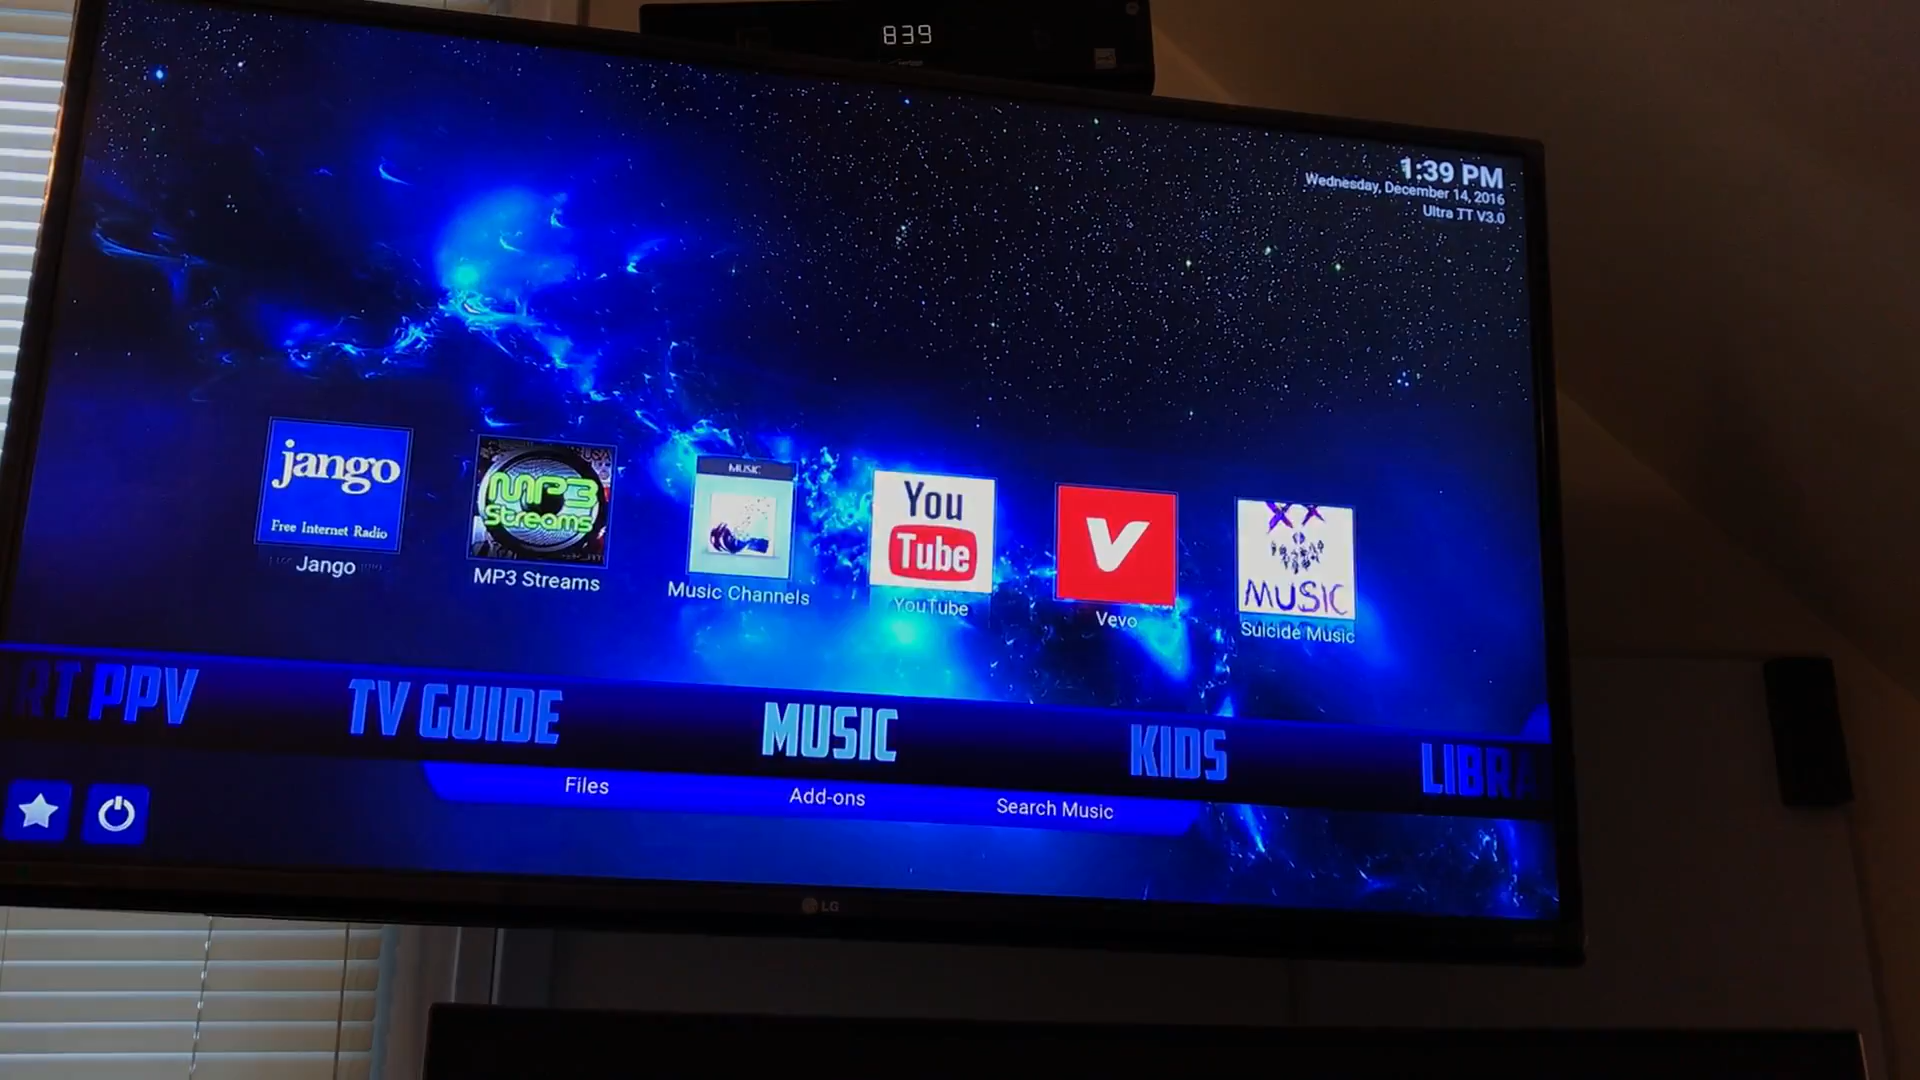 839
1:39 PM
Wednesday, December 14, 2016
Ultra TT V3.0
jango
Free Internet Radio
Jango
MP3
Streams
MP3 Streams
MUSIC
Music Channels
You
Tube
YouTube
V
Vevo
MUSIC
Suicide Music
RT PPV
TV GUIDE
MUSIC
KIDS
LIBRA
Files
Add-ons
Search Music
LG